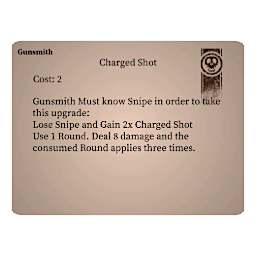 Gunsmith
Charged Shot
Cost: 2
Gunsmith Must know Snipe in order to take
this upgrade:
Lose Snipe and Gain 2x Charged Shot
Use 1 Round. Deal 8 damage and the
consumed Round applies three times.